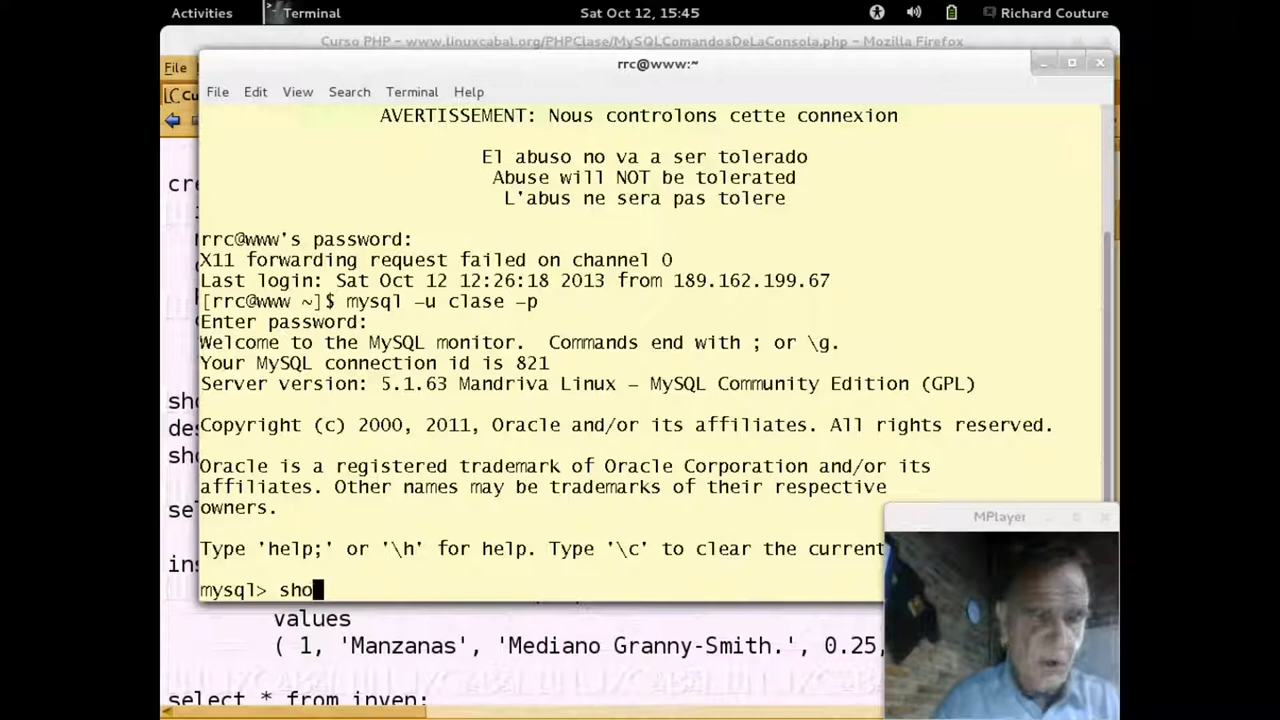 Activities
Terminal
Sat Oct 12, 15:45
Richard Couture
Curso PHP - www.linuxcabal.org/PHPClase/MySQLComandosDeLaConsola.php - Mozilla Firefox
File
rrc@www:~
File Edit View Search Terminal Help
AVERTISSEMENT: Nous controlons cette connexion
El abuso no va a ser tolerado
Abuse will NOT be tolerated
L'abus ne sera pas tolere
rrc@www's password:
X11 forwarding request failed on channel 0
Last login: Sat Oct 12 12:26:18 2013 from 189.162.199.67
[rrc@www ~]$ mysql -u clase -p
Enter password:
Welcome to the MySQL monitor.  Commands end with ; or \g.
Your MySQL connection id is 821
Server version: 5.1.63 Mandriva Linux - MySQL Community Edition (GPL)
Copyright (c) 2000, 2011, Oracle and/or its affiliates. All rights reserved.
Oracle is a registered trademark of Oracle Corporation and/or its
affiliates. Other names may be trademarks of their respective
owners.
Type 'help;' or '\h' for help. Type '\c' to clear the current
mysql> sho
MPlayer
cre
sho
des
sho
sel
ins
values
( 1, 'Manzanas', 'Mediano Granny-Smith.', 0.25,
select * from inven;